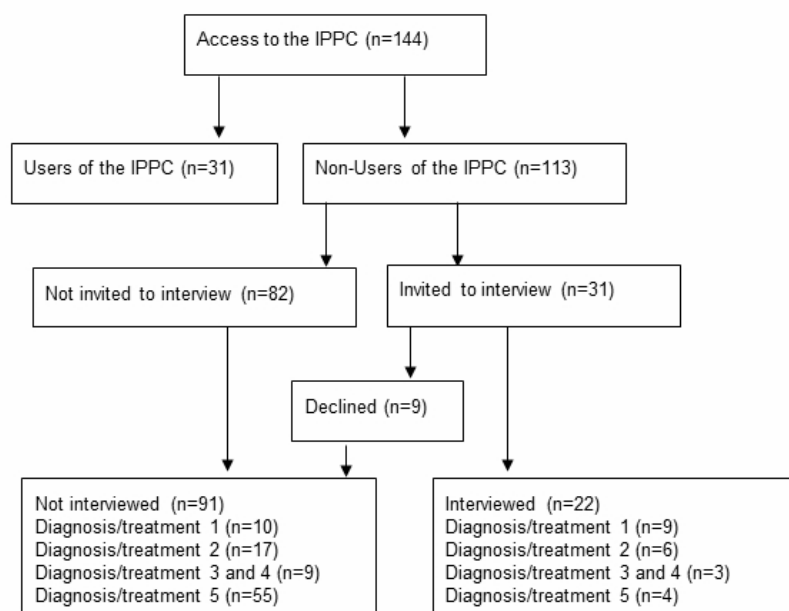 Access to the IPPC (n=144)
Users of the IPPC (n=31)
Non-Users of the IPPC (n=113)
Not invited to interview (n=82)
Invited to interview (n=31)
Declined (n=9)
Not interviewed (n=91)
Diagnosis/treatment 1 (n=10)
Diagnosis/treatment 2 (n=17)
Diagnosis/treatment 3 and 4 (n=9)
Diagnosis/treatment 5 (n=55)
Interviewed (n=22)
Diagnosis/treatment 1 (n=9)
Diagnosis/treatment 2 (n=6)
Diagnosis/treatment 3 and 4 (n=3)
Diagnosis/treatment 5 (n=4)